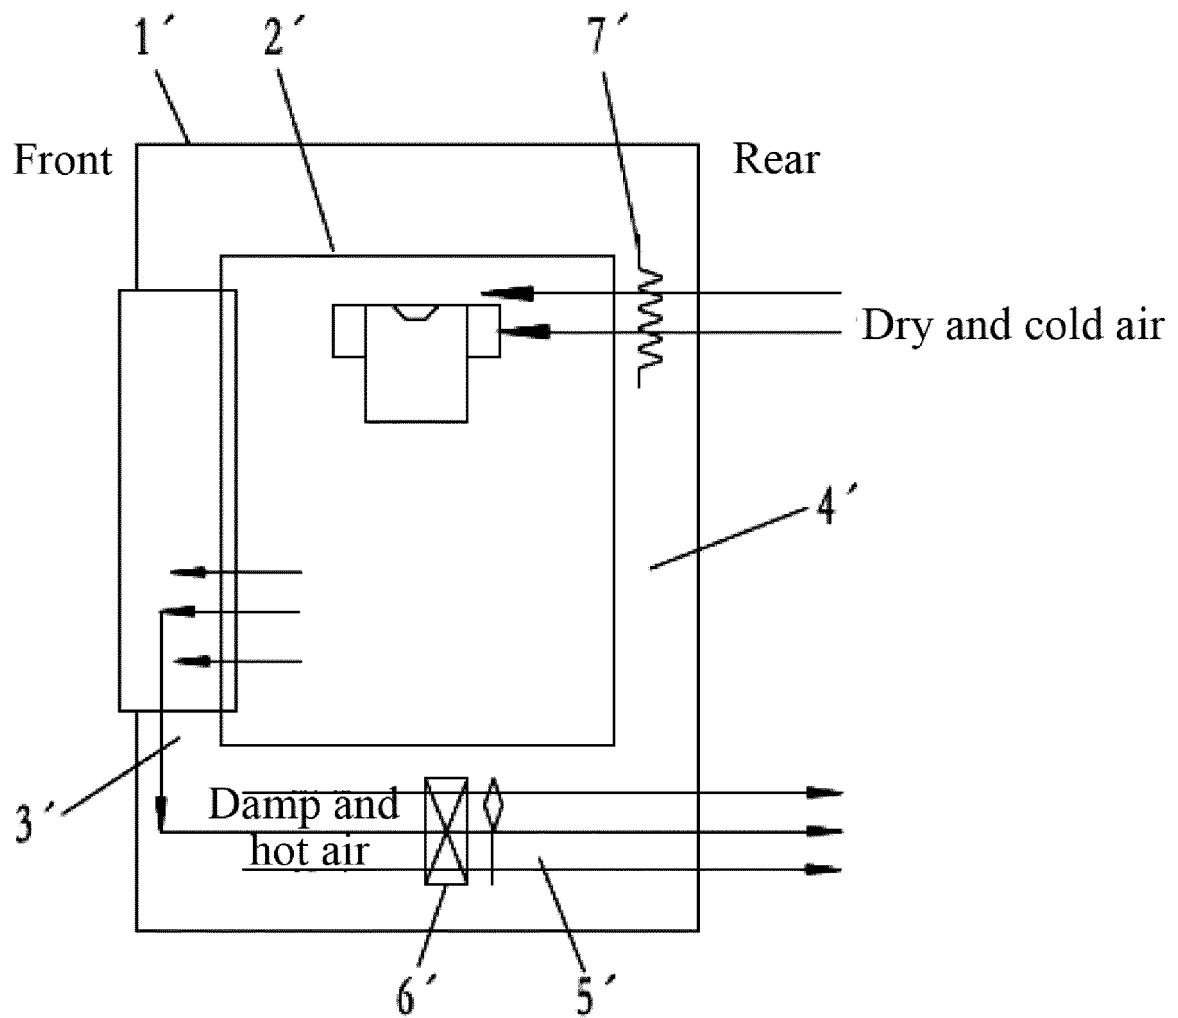 1´
2´
7´
Front
Rear
Dry and cold air
4´
3´
Damp and
hot air
6´
5´